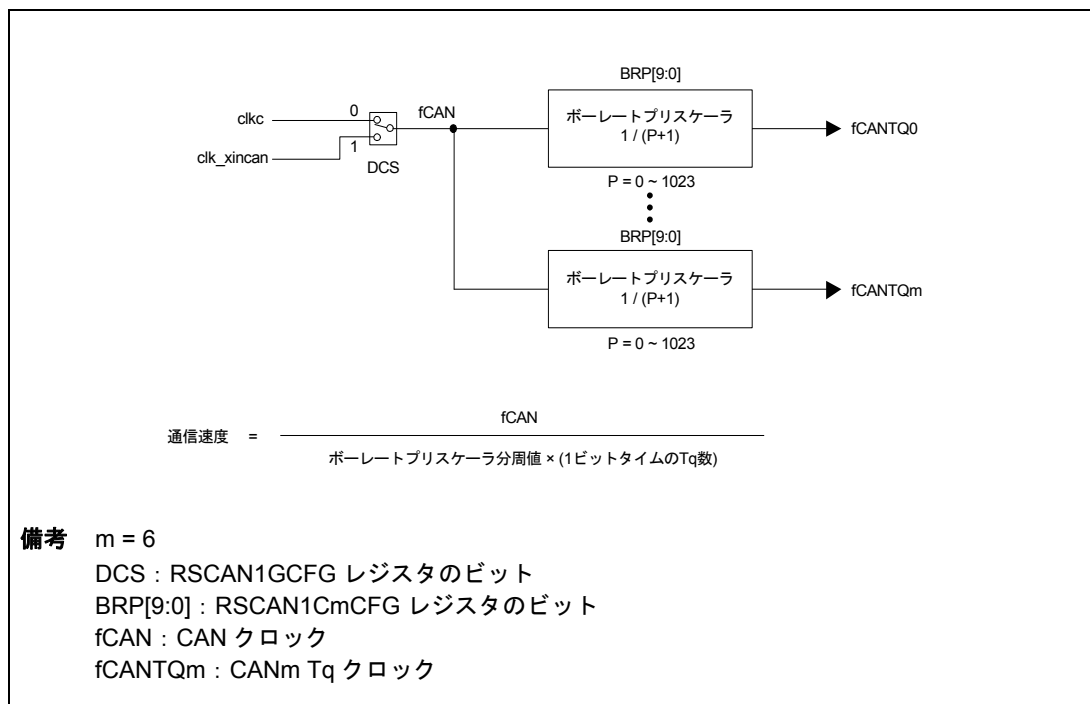 BRP[9:0]
clkc
0
fCAN
ボーレートプリスケーラ
1 / (P+1)
fCANTQ0
clk_xincan
1
DCS
P = 0 ~ 1023
BRP[9:0]
ボーレートプリスケーラ
1 / (P+1)
fCANTQm
P = 0 ~ 1023
通信速度 =
fCAN
ボーレートプリスケーラ分周値 × (1ビットタイムのTq数)
備考 m = 6
DCS：RSCAN1GCFG レジスタのビット
BRP[9:0]：RSCAN1CmCFG レジスタのビット
fCAN：CAN クロック
fCANTQm：CANm Tq クロック